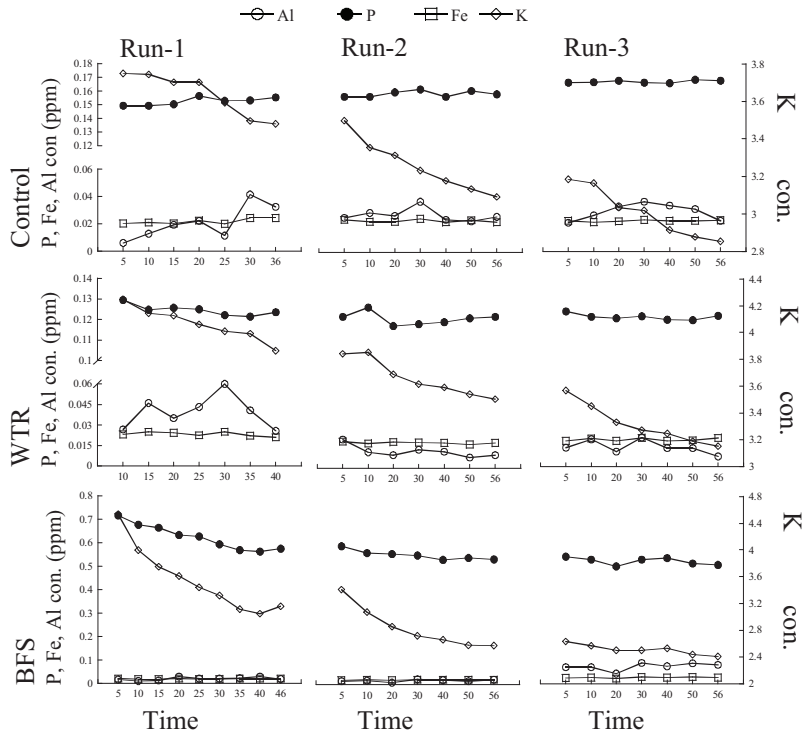 Al P Fe K
Run-1 Run-2 Run-3
Control
P, Fe, Al con (ppm)
0.18
0.17
0.16
0.15
0.14
0.13
0.12
0.06
0.04
0.02
0
5 10 15 20 25 30 36
5 10 20 30 40 50 56
5 10 20 30 40 50 56
3.8
3.6
3.4
3.2
3
2.8
K
con.
WTR
P, Fe, Al con. (ppm)
0.14
0.13
0.12
0.11
0.1
0.06
0.045
0.03
0.015
0
10 15 20 25 30 35 40
5 10 20 30 40 50 56
5 10 20 30 40 50 56
4.4
4.2
4
3.8
3.6
3.4
3.2
3
K
con.
BFS
P, Fe, Al con. (ppm)
0.8
0.7
0.6
0.5
0.4
0.3
0.2
0.1
0
5 10 15 20 25 30 35 40 46
5 10 20 30 40 50 56
5 10 20 30 40 50 56
4.8
4.4
4
3.6
3.2
2.8
2.4
2
K
con.
Time Time Time